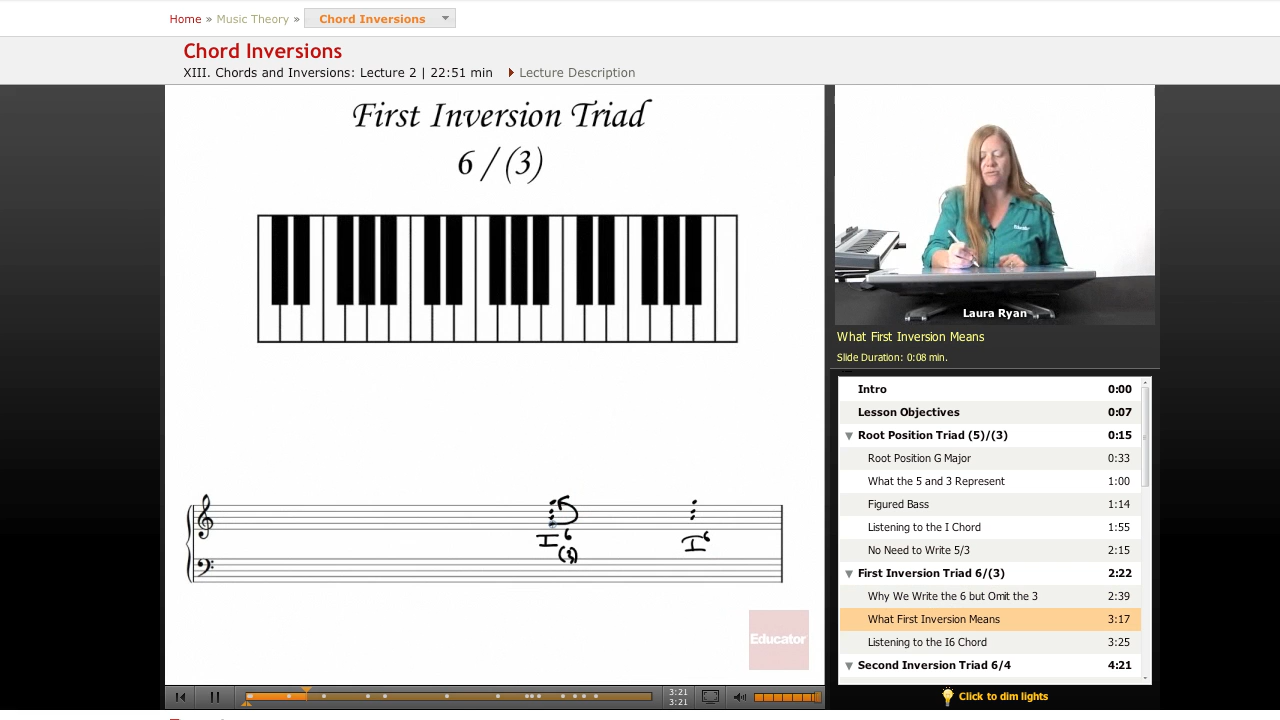 Home » Music Theory » Chord Inversions
Chord Inversions
XIII. Chords and Inversions: Lecture 2 | 22:51 min Lecture Description
First Inversion Triad
6 / (3)
I6
(3)
I6
Educator
Laura Ryan
What First Inversion Means
Slide Duration: 0:08 min.
Intro 0:00
Lesson Objectives 0:07
Root Position Triad (5)/(3) 0:15
Root Position G Major 0:33
What the 5 and 3 Represent 1:00
Figured Bass 1:14
Listening to the I Chord 1:55
No Need to Write 5/3 2:15
First Inversion Triad 6/(3) 2:22
Why We Write the 6 but Omit the 3 2:39
What First Inversion Means 3:17
Listening to the I6 Chord 3:25
Second Inversion Triad 6/4 4:21
3:21
3:21
Click to dim lights